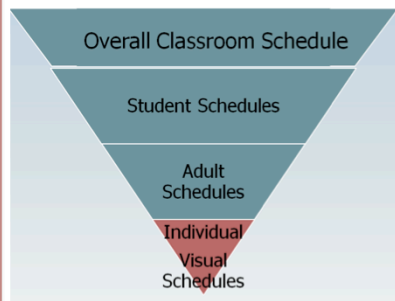 Overall Classroom Schedule
Student Schedules
Adult
Schedules
Individual
Visual
Schedules